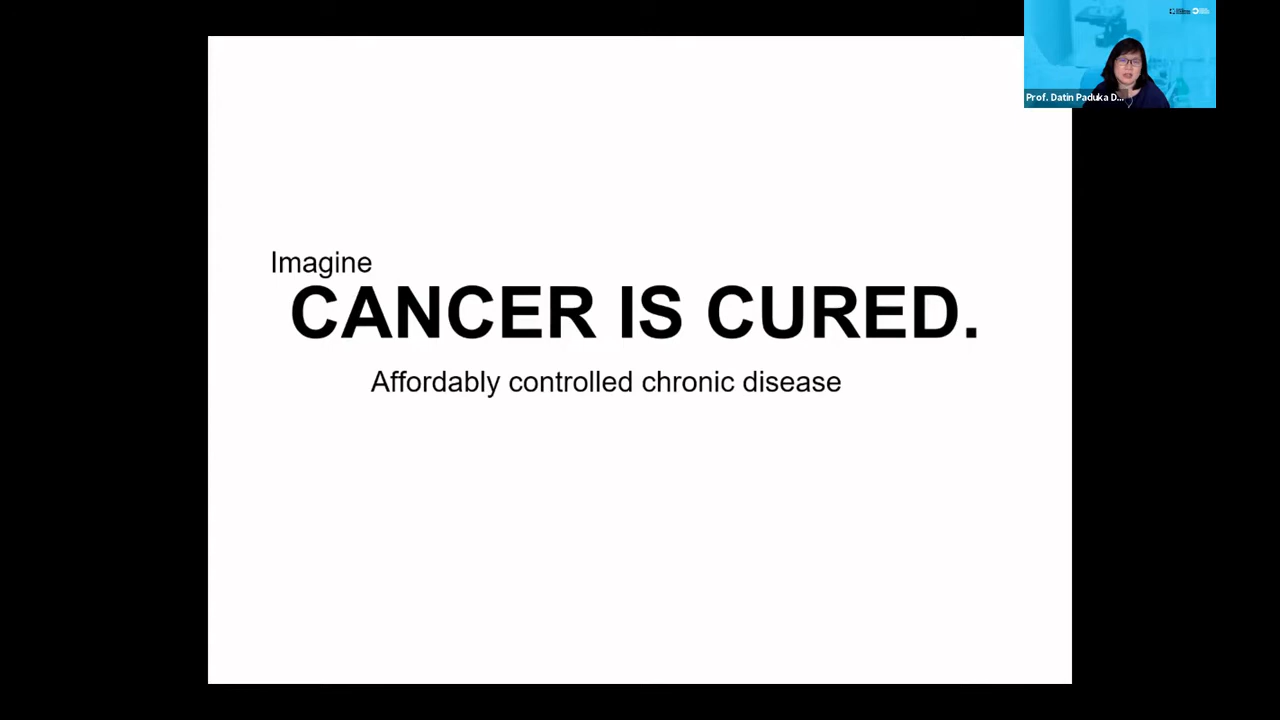 Prof. Datin Paduka D...
Imagine
CANCER IS CURED.
Affordably controlled chronic disease